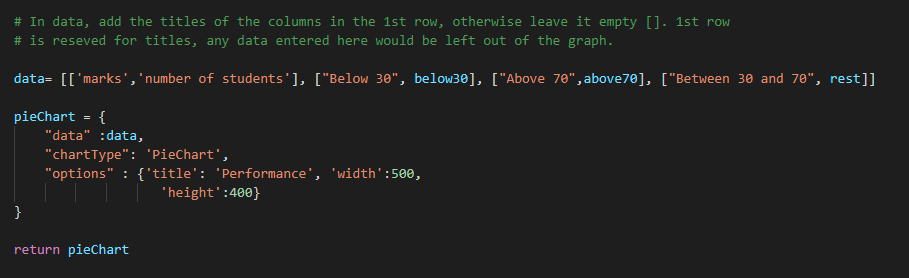 # In data, add the titles of the columns in the 1st row, otherwise leave it empty []. 1st row
# is reseved for titles, any data entered here would be left out of the graph.
data= [['marks','number of students'], ["Below 30", below30], ["Above 70",above70], ["Between 30 and 70", rest]]
pieChart = {
"data" :data,
"chartType": 'PieChart',
"options" : {'title': 'Performance', 'width':500,
'height':400}
}
return pieChart